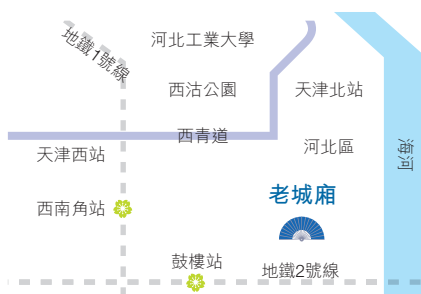 地鐵1號線
河北工業大學
西沽公園
天津北站
西青道
河北區
天津西站
海河
老城廂
西南角站
鼓樓站
地鐵2號線